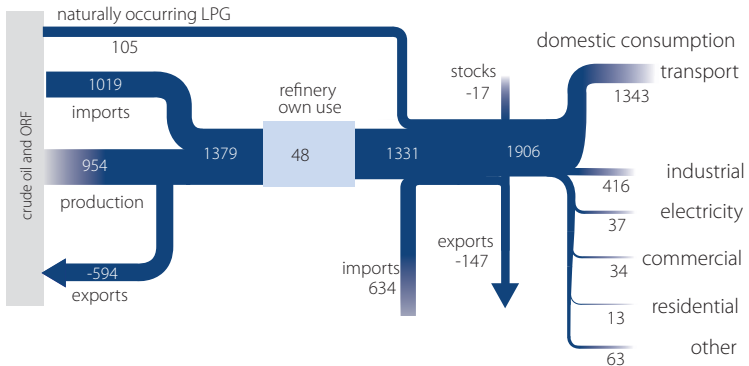 naturally occurring LPG
105
crude oil and ORF
1019
imports
954
production
-594
exports
1379
refinery
own use
48
1331
imports
634
stocks
-17
exports
-147
1906
domestic consumption
transport
1343
industrial
416
electricity
37
commercial
34
residential
13
other
63